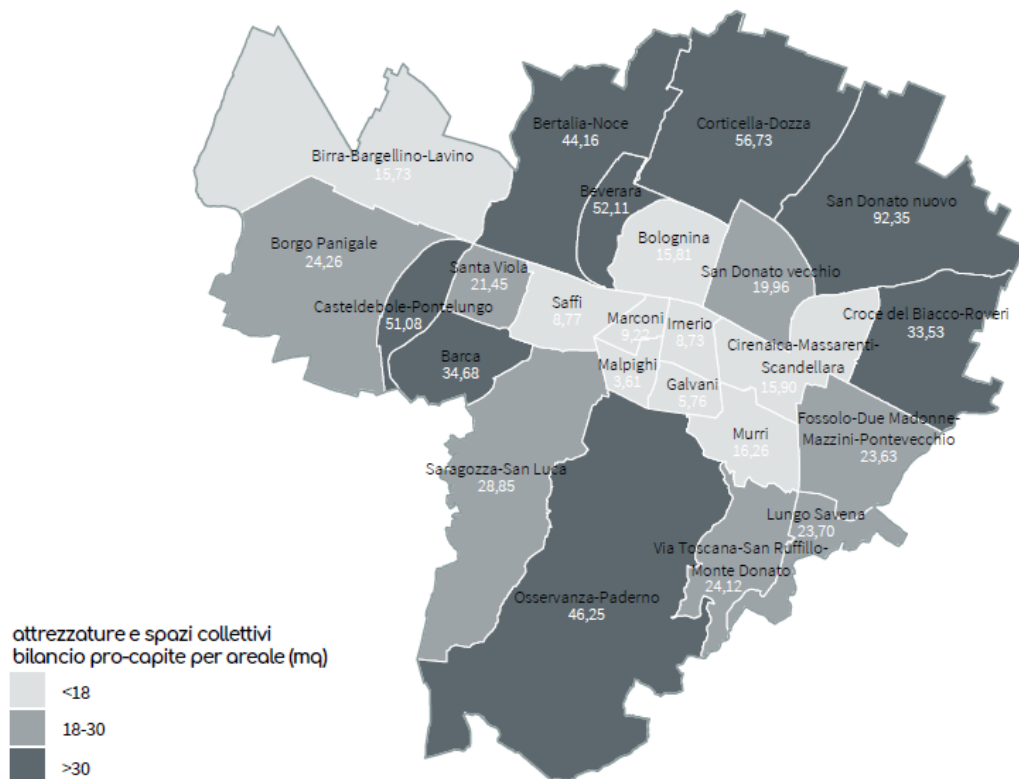 Bertalia-Noce
44,16
Corticella-Dozza
56,73
Birra-Bargellino-Lavino
15,73
Beverara
52,11
San Donato nuovo
92,35
Borgo Panigale
24,26
Bolognina
15,81
Santa Viola
21,45
San Donato vecchio
19,96
Casteldebole-Pontelungo
51,08
Saffi
8,77
Marconi
9,22
Irnerio
8,73
Croce del Biacco-Roveri
33,53
Cirenaica-Massarenti-
Scandellara
15,90
Barca
34,68
Malpighi
3,61
Galvani
5,76
Fossolo-Due Madonne-
Mazzini-Pontevecchio
23,63
Murri
16,26
Saragozza-San Luca
28,85
Lungo Savena
23,70
Via Toscana-San Ruffillo-
Monte Donato
24,12
Osservanza-Paderno
46,25
attrezzature e spazi collettivi
bilancio pro-capite per areale (mq)
<18
18-30
>30